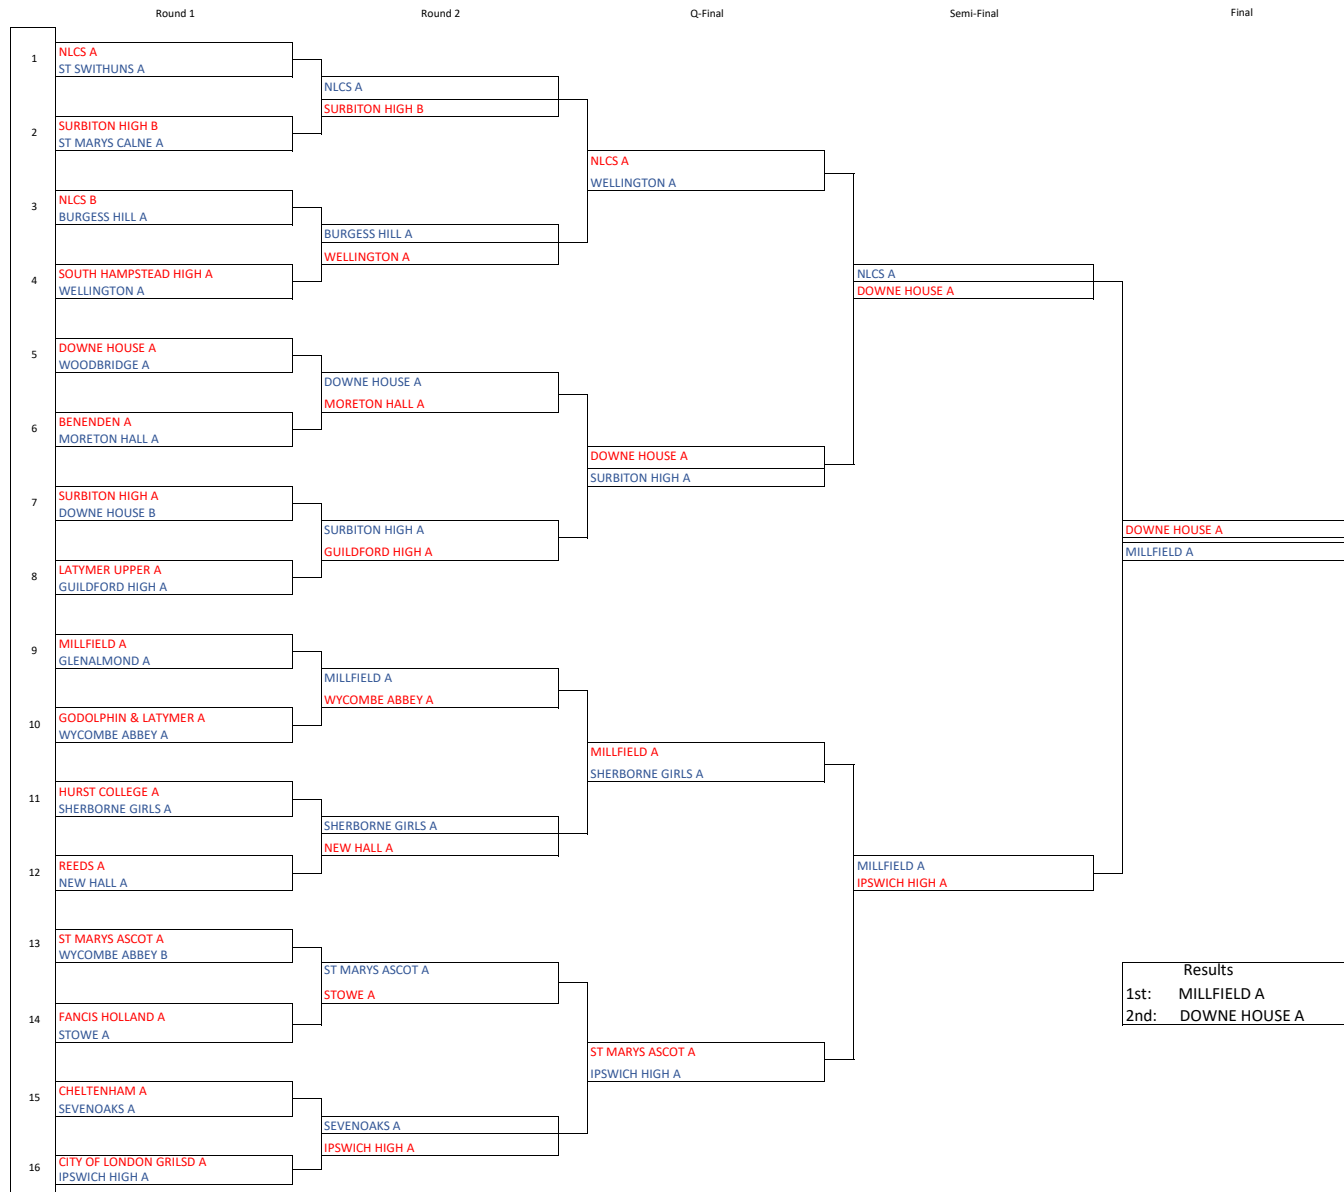 Round 1
Round 2
Q-Final
Semi-Final
Final
1
NLCS A
ST SWITHUNS A
2
SURBITON HIGH B
ST MARYS CALNE A
3
NLCS B
BURGESS HILL A
4
SOUTH HAMPSTEAD HIGH A
WELLINGTON A
5
DOWNE HOUSE A
WOODBRIDGE A
6
BENENDEN A
MORETON HALL A
7
SURBITON HIGH A
DOWNE HOUSE B
8
LATYMER UPPER A
GUILDFORD HIGH A
9
MILLFIELD A
GLENALMOND A
10
GODOLPHIN & LATYMER A
WYCOMBE ABBEY A
11
HURST COLLEGE A
SHERBORNE GIRLS A
12
REEDS A
NEW HALL A
13
ST MARYS ASCOT A
WYCOMBE ABBEY B
14
FANCIS HOLLAND A
STOWE A
15
CHELTENHAM A
SEVENOAKS A
16
CITY OF LONDON GRILSD A
IPSWICH HIGH A
NLCS A
SURBITON HIGH B
BURGESS HILL A
WELLINGTON A
DOWNE HOUSE A
MORETON HALL A
SURBITON HIGH A
GUILDFORD HIGH A
MILLFIELD A
WYCOMBE ABBEY A
SHERBORNE GIRLS A
NEW HALL A
ST MARYS ASCOT A
STOWE A
SEVENOAKS A
IPSWICH HIGH A
NLCS A
WELLINGTON A
DOWNE HOUSE A
SURBITON HIGH A
MILLFIELD A
SHERBORNE GIRLS A
ST MARYS ASCOT A
IPSWICH HIGH A
NLCS A
DOWNE HOUSE A
MILLFIELD A
IPSWICH HIGH A
DOWNE HOUSE A
MILLFIELD A
Results
1st: MILLFIELD A
2nd: DOWNE HOUSE A